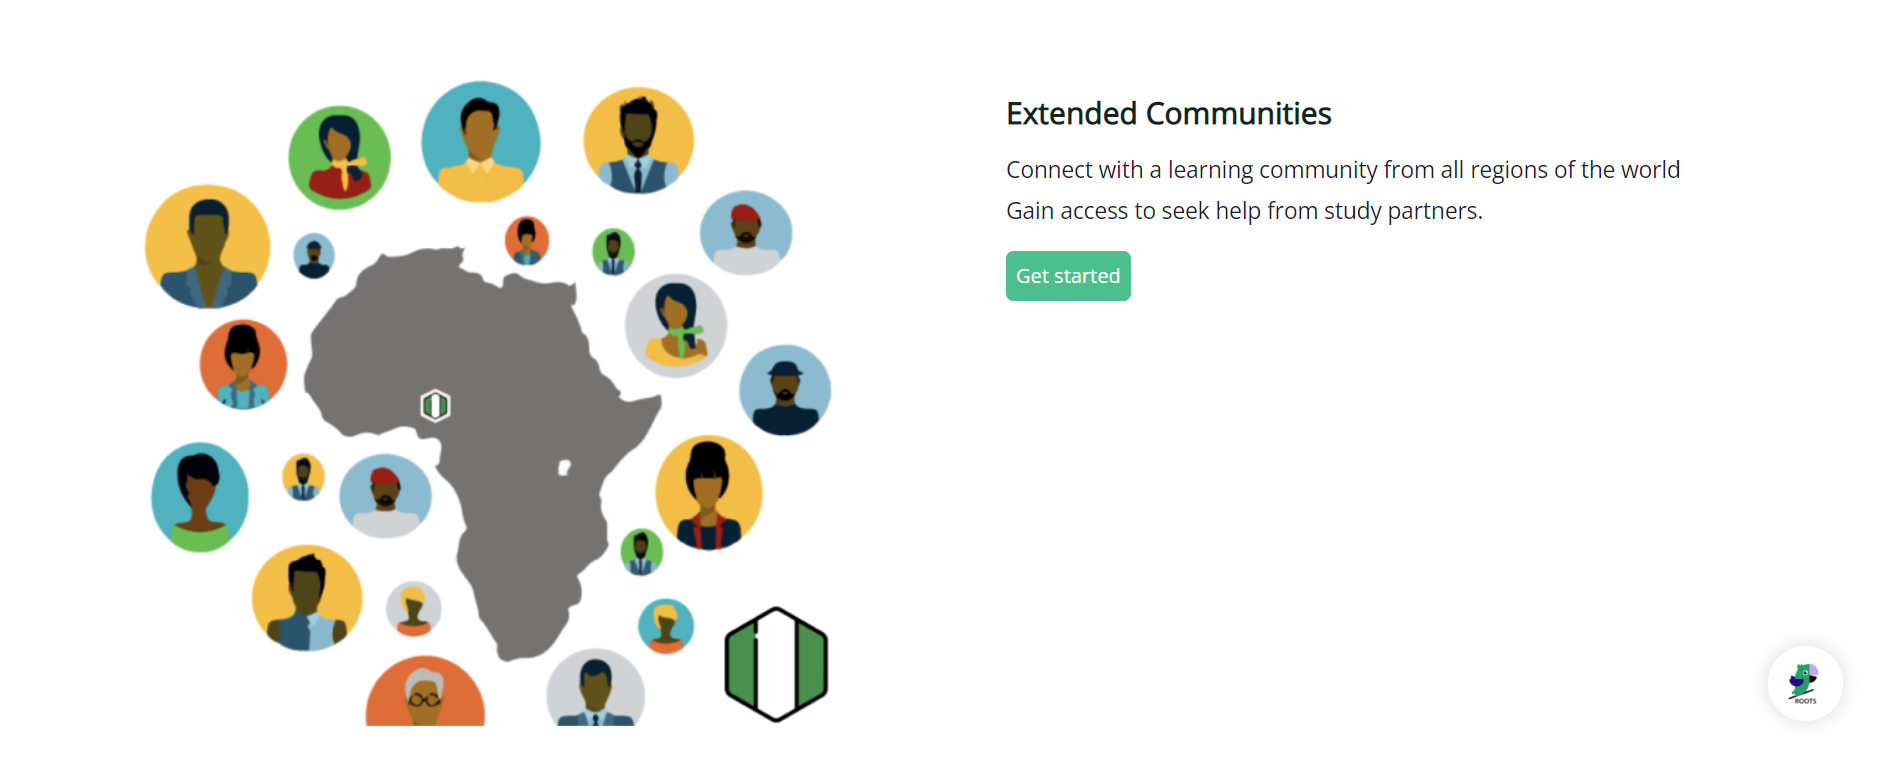 Extended Communities
Connect with a learning community from all regions of the world
Gain access to seek help from study partners.
Get started
ROOTS